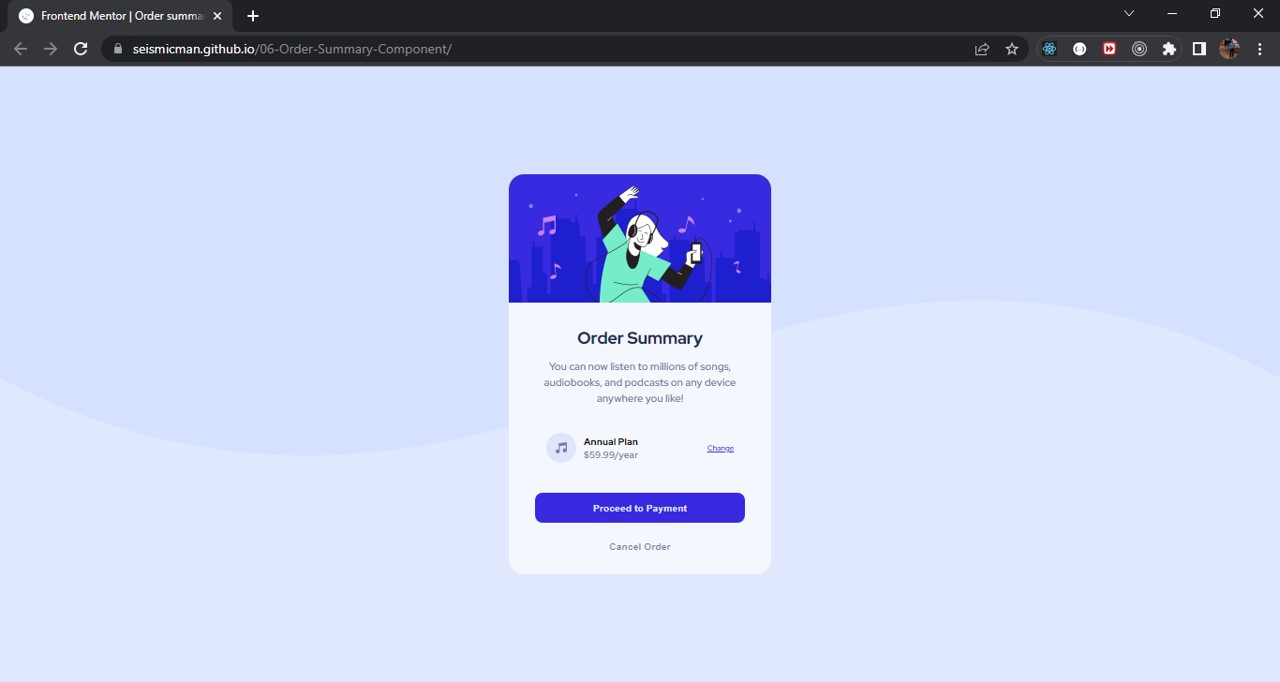 Frontend Mentor | Order summa
seismicman.github.io/06-Order-Summary-Component/
Order Summary
You can now listen to millions of songs,
audiobooks, and podcasts on any device
anywhere you like!
Annual Plan
$59.99/year
Change
Proceed to Payment
Cancel Order